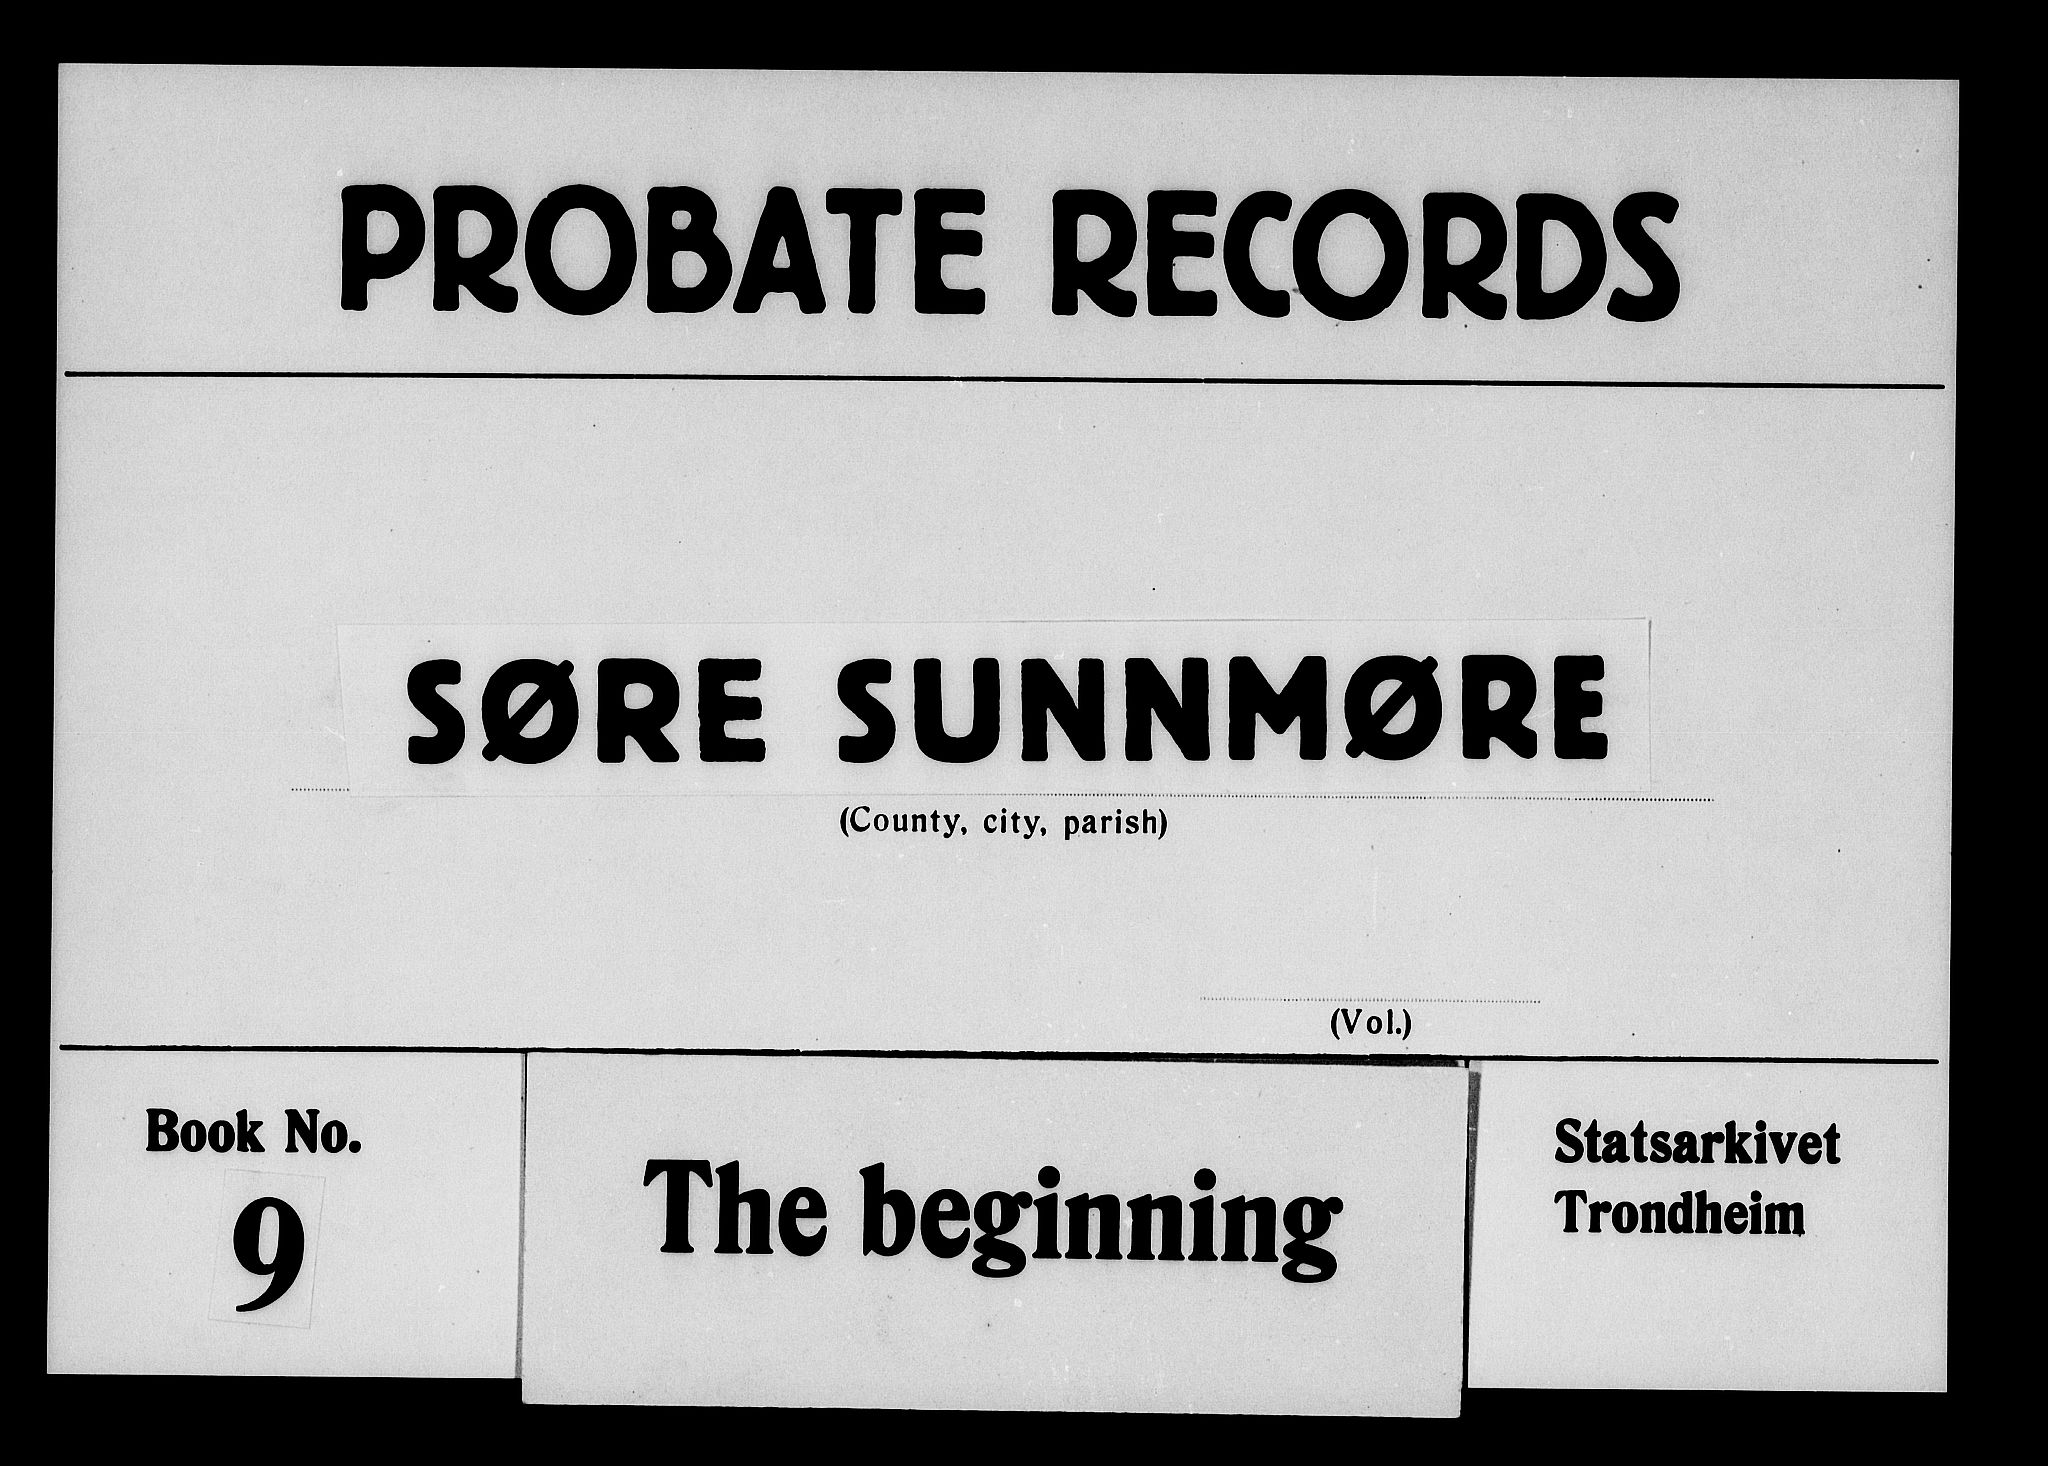 PROBATE RECORDS
SØRE SUNNMØRE
(County, city, parish)
(Vol.)
Book No.
9
The beginning
Statsarkivet
Trondheim